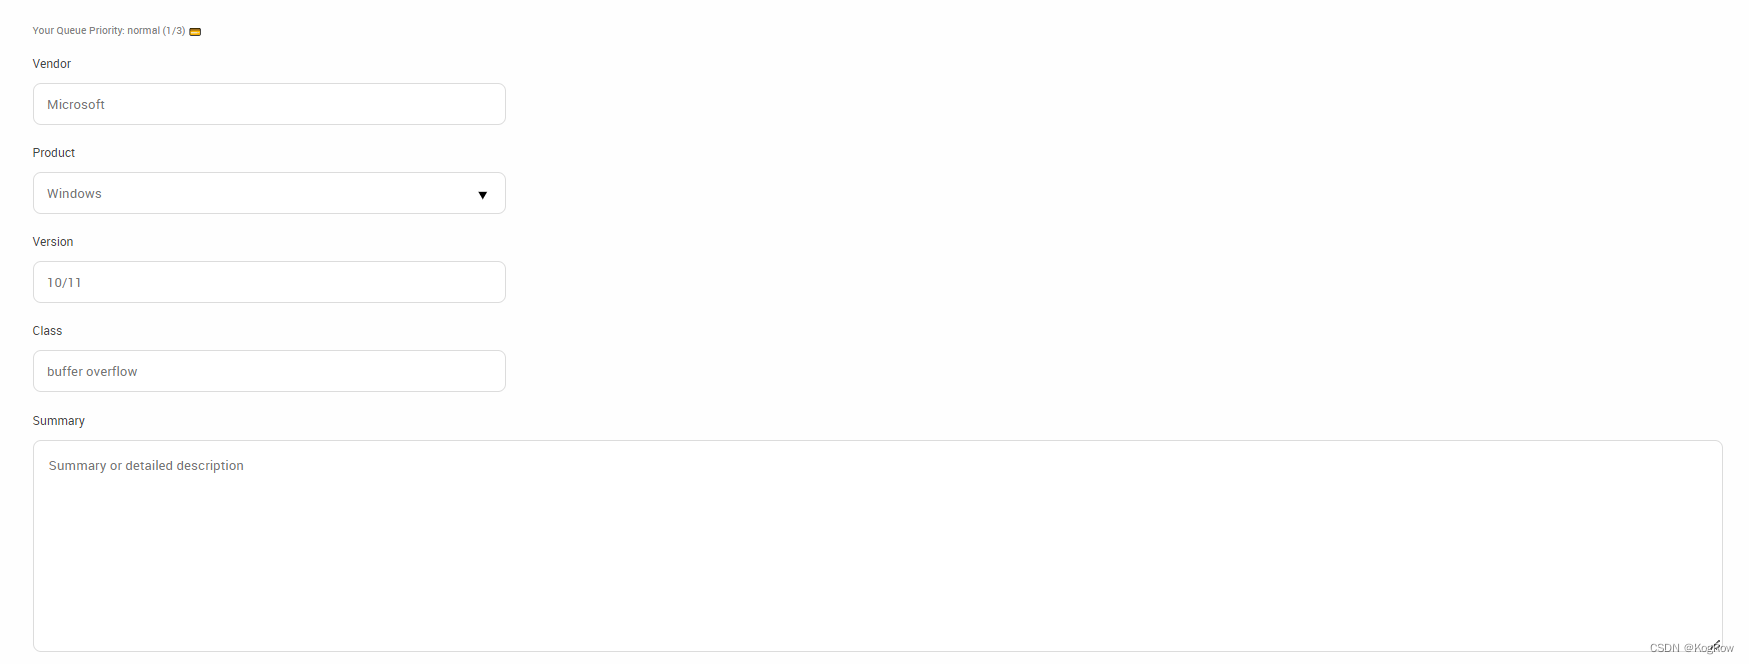 Your Queue Priority: normal (1/3)
Vendor
Microsoft
Product
Windows
Version
10/11
Class
buffer overflow
Summary
Summary or detailed description
CSDN